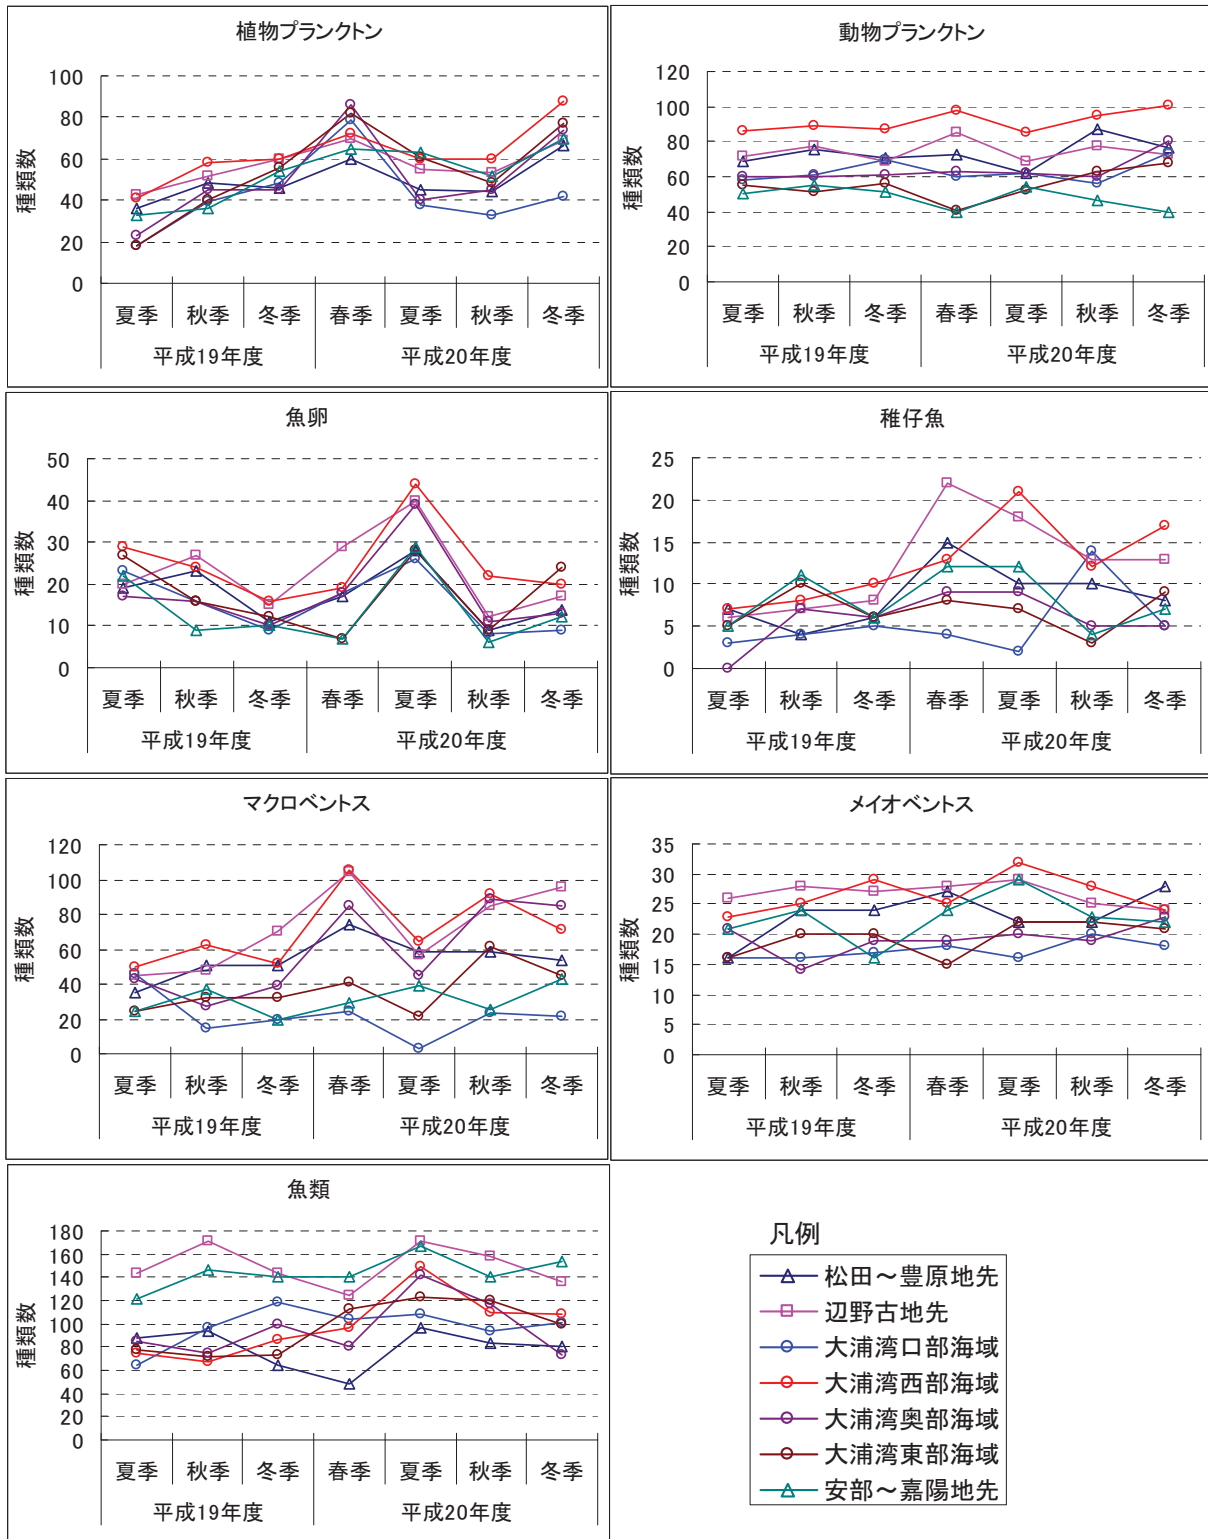 植物プランクトン
種類数
100
80
60
40
20
0
夏季 秋季 冬季 春季 夏季 秋季 冬季
平成19年度 平成20年度
動物プランクトン
種類数
120
100
80
60
40
20
0
夏季 秋季 冬季 春季 夏季 秋季 冬季
平成19年度 平成20年度
魚卵
種類数
50
40
30
20
10
0
夏季 秋季 冬季 春季 夏季 秋季 冬季
平成19年度 平成20年度
稚仔魚
種類数
25
20
15
10
5
0
夏季 秋季 冬季 春季 夏季 秋季 冬季
平成19年度 平成20年度
マクロベントス
種類数
120
100
80
60
40
20
0
夏季 秋季 冬季 春季 夏季 秋季 冬季
平成19年度 平成20年度
メイオベントス
種類数
35
30
25
20
15
10
5
0
夏季 秋季 冬季 春季 夏季 秋季 冬季
平成19年度 平成20年度
魚類
種類数
180
160
140
120
100
80
60
40
20
0
夏季 秋季 冬季 春季 夏季 秋季 冬季
平成19年度 平成20年度
凡例
松田～豊原地先
辺野古地先
大浦湾口部海域
大浦湾西部海域
大浦湾奥部海域
大浦湾東部海域
安部～嘉陽地先